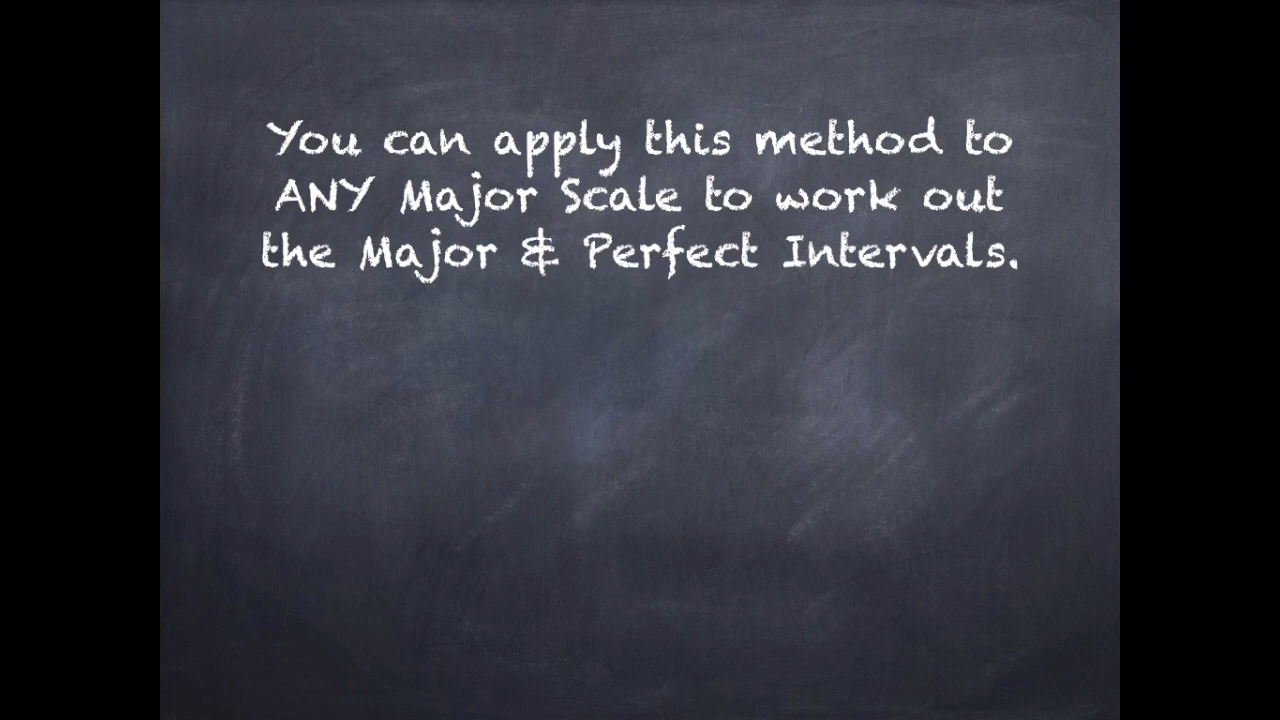 You can apply this method to
ANY Major Scale to work out
the Major & Perfect Intervals.